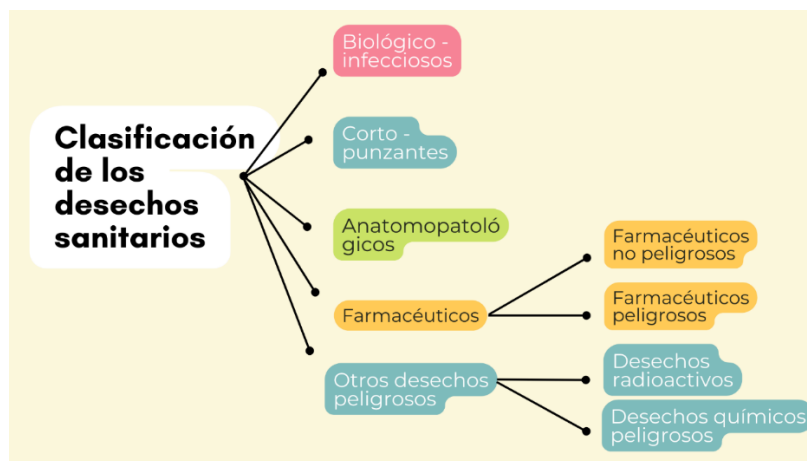 Clasificación
de los
desechos
sanitarios
Biológico -
infecciosos
Corto -
punzantes
Anatomopatoló
gicos
Farmacéuticos
Farmacéuticos
no peligrosos
Farmacéuticos
peligrosos
Otros desechos
peligrosos
Desechos
radioactivos
Desechos químicos
peligrosos